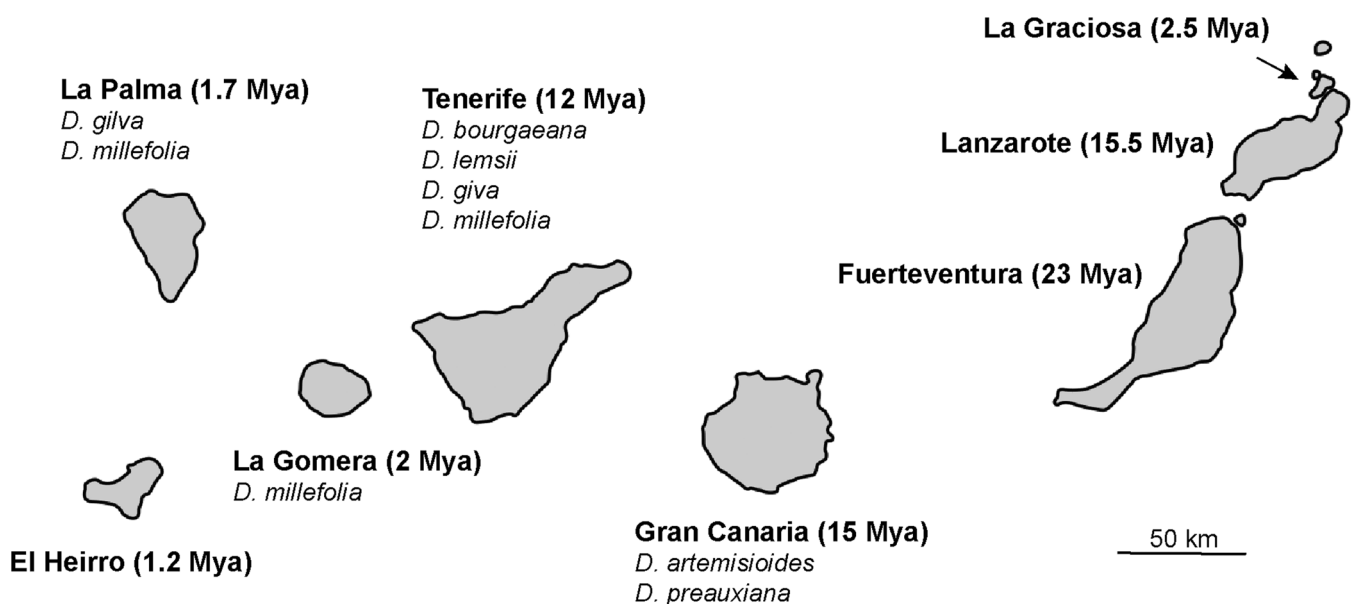 La Graciosa (2.5 Mya)
La Palma (1.7 Mya)
D. gilva
D. millefolia
Tenerife (12 Mya)
D. bourgaeana
D. lemsii
D. giva
D. millefolia
Lanzarote (15.5 Mya)
Fuerteventura (23 Mya)
La Gomera (2 Mya)
D. millefolia
El Heirro (1.2 Mya)
Gran Canaria (15 Mya)
D. artemisioides
D. preauxiana
50 km